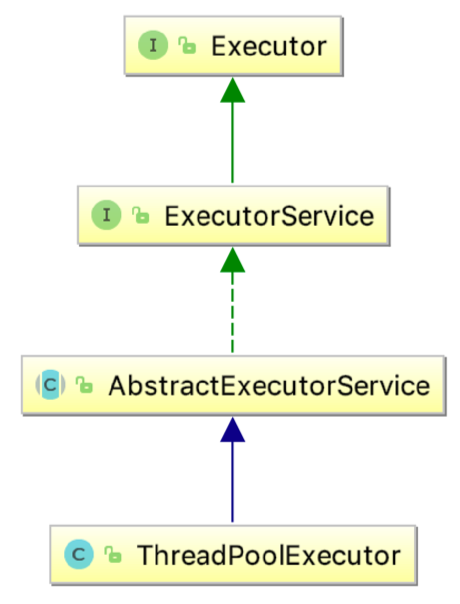 I Executor
I ExecutorService
C AbstractExecutorService
C ThreadPoolExecutor